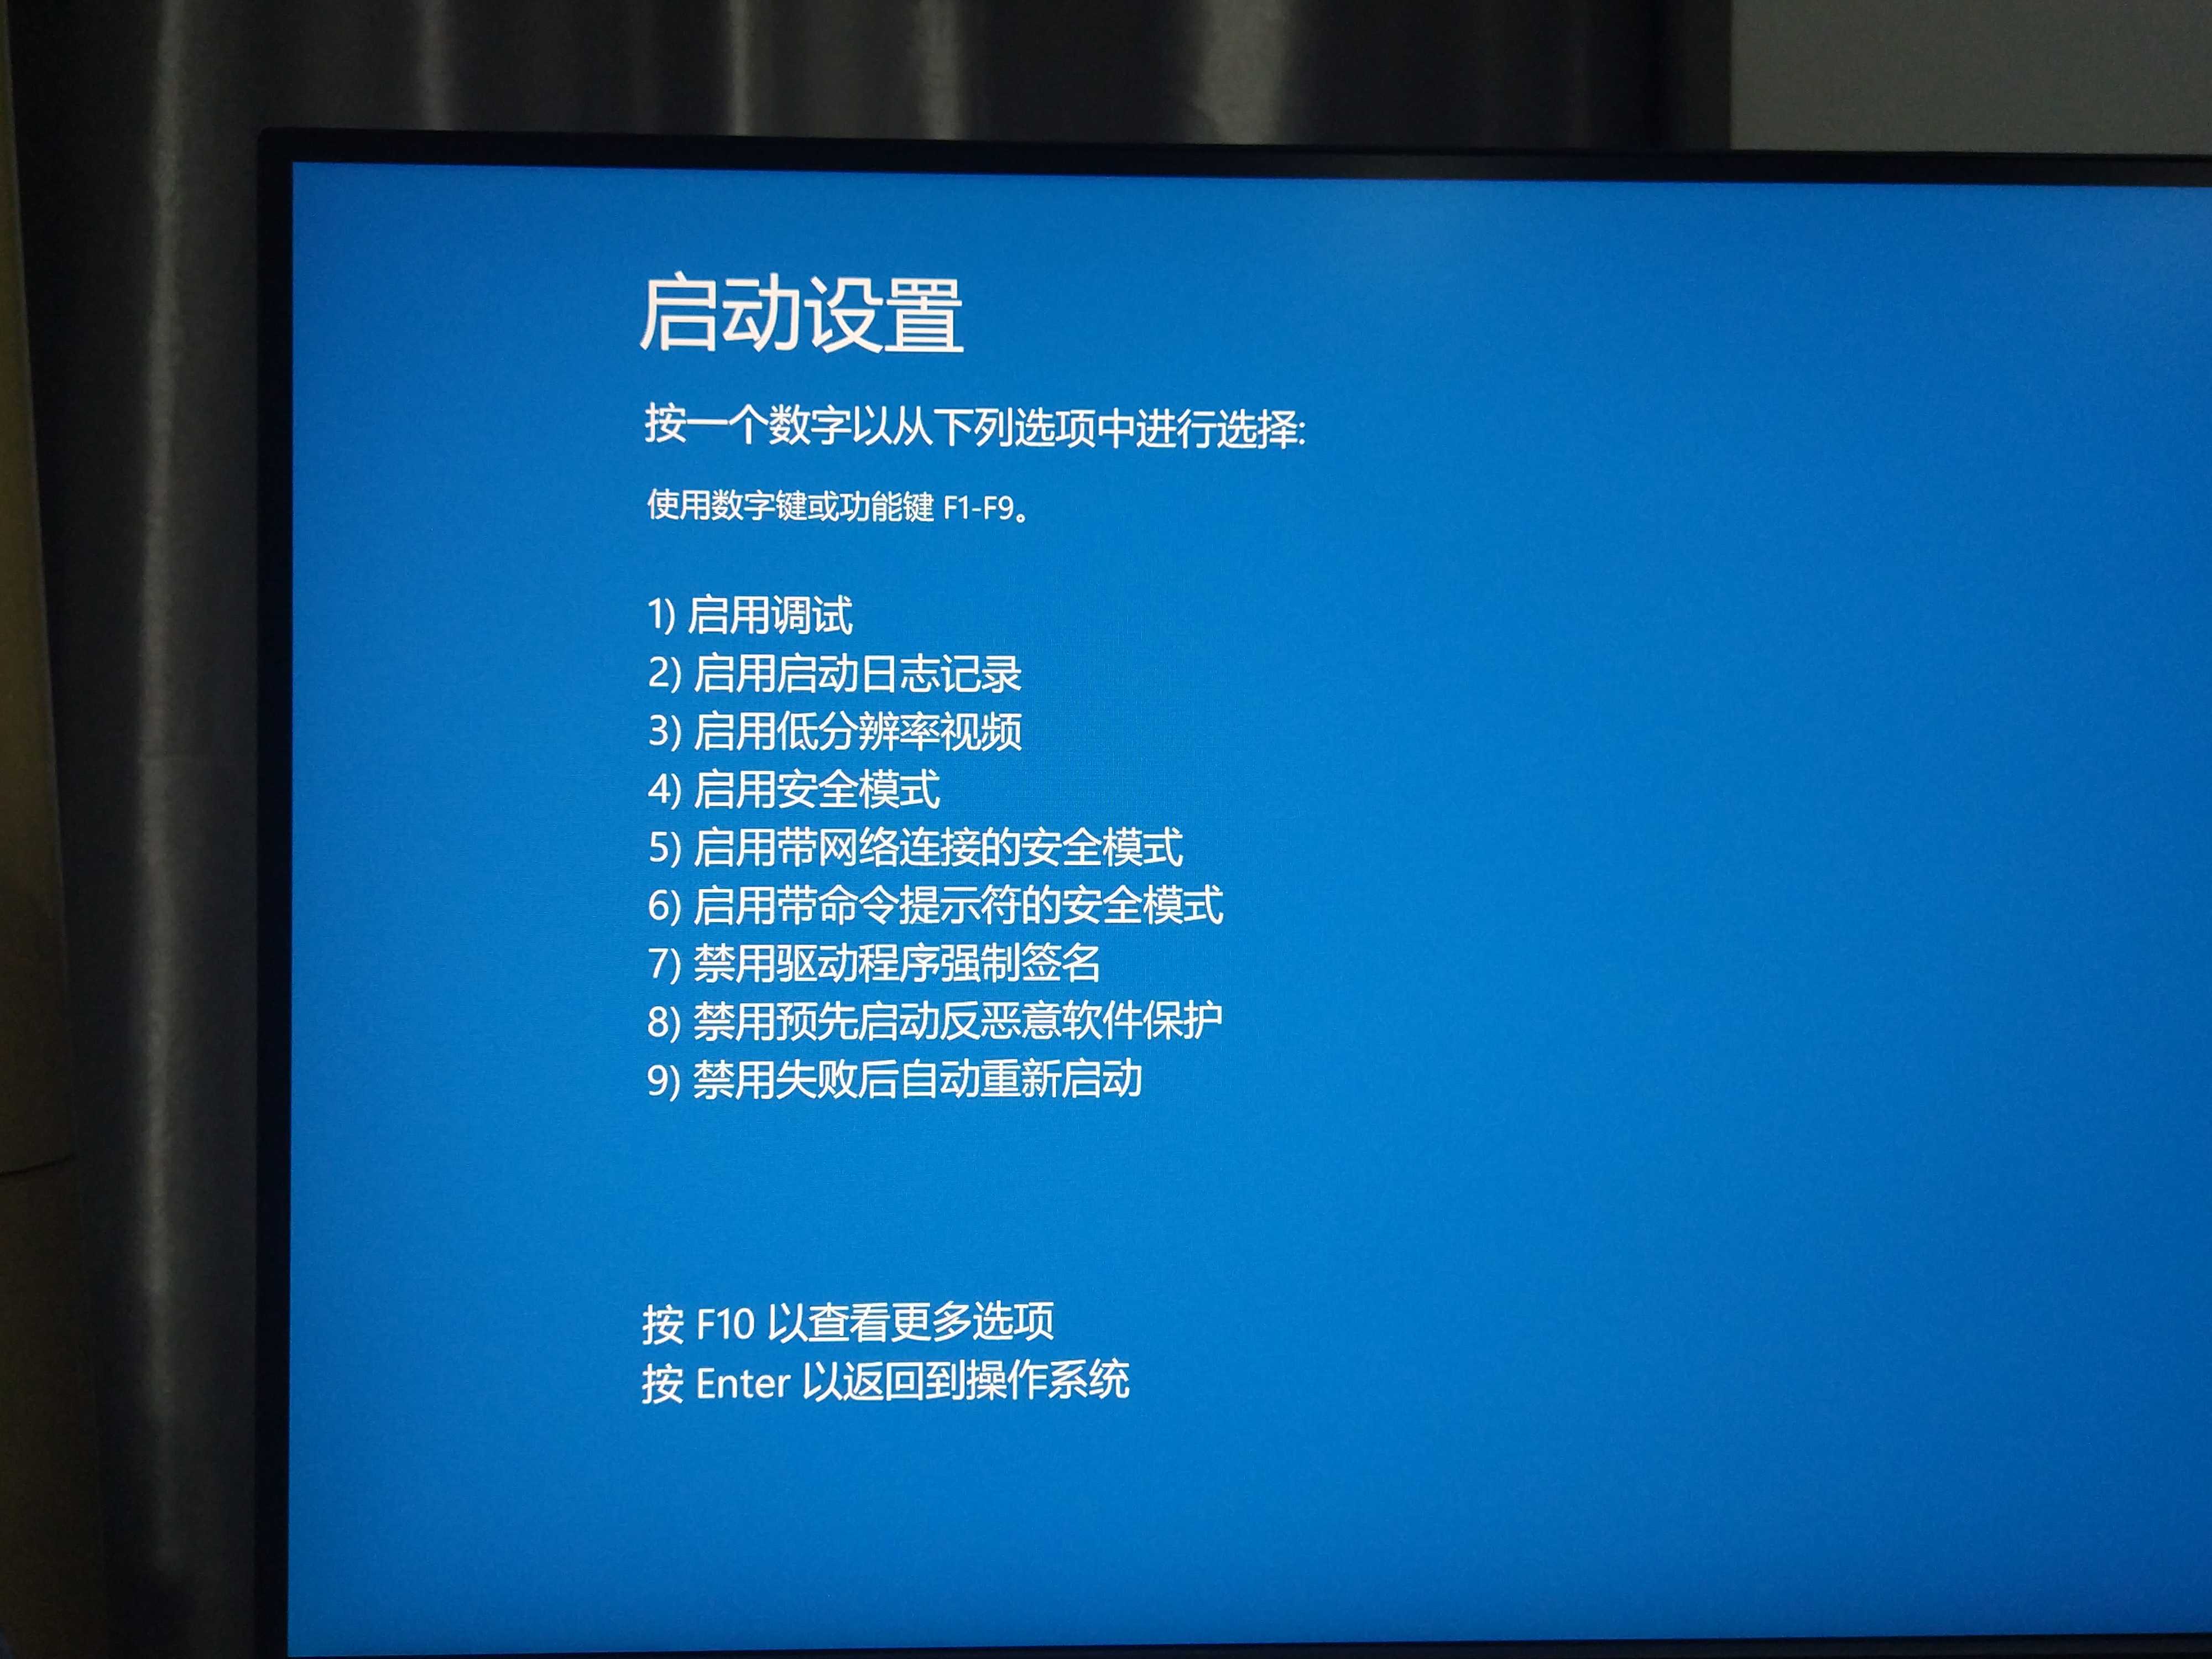 启动设置
按一个数字以从下列选项中进行选择:
使用数字键或功能键 F1-F9。
1) 启用调试
2) 启用启动日志记录
3) 启用低分辨率视频
4) 启用安全模式
5) 启用带网络连接的安全模式
6) 启用带命令提示符的安全模式
7) 禁用驱动程序强制签名
8) 禁用预先启动反恶意软件保护
9) 禁用失败后自动重新启动
按 F10 以查看更多选项
按 Enter 以返回到操作系统